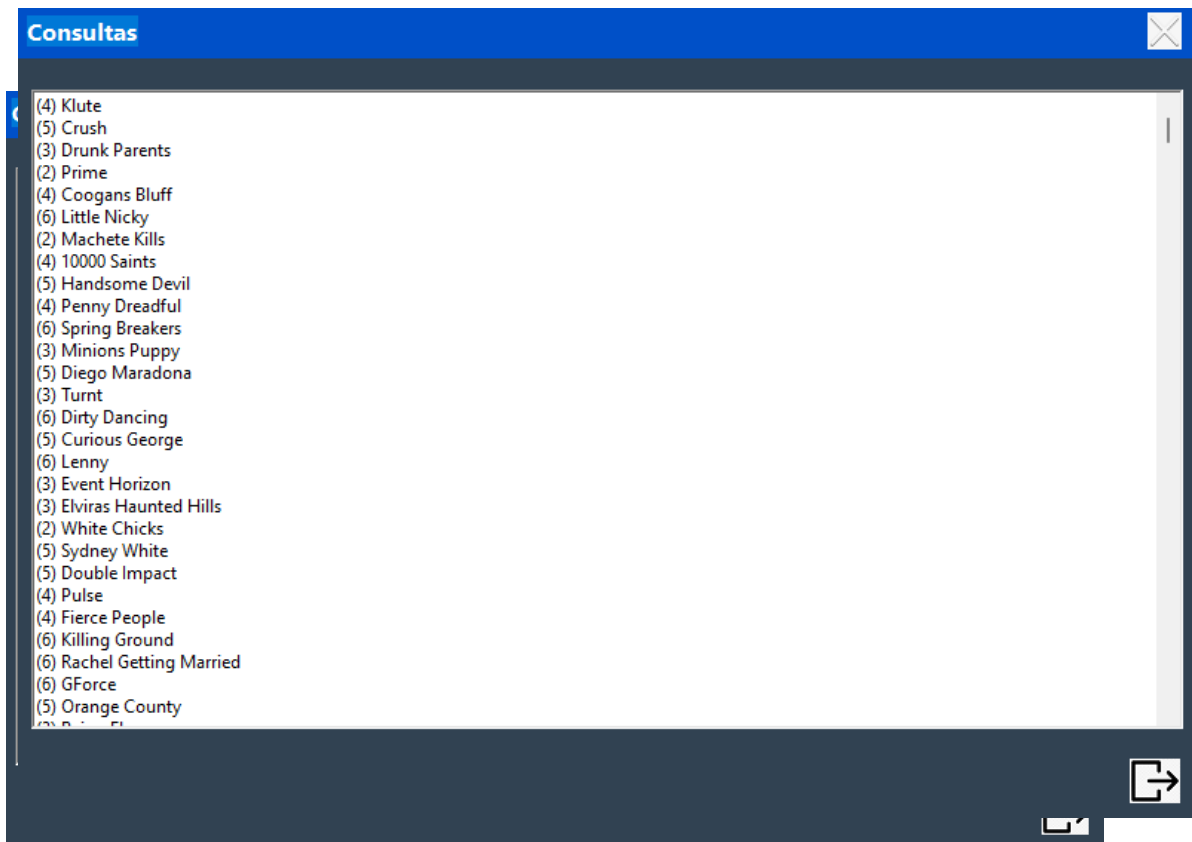 Consultas
(4) Klute
(5) Crush
(3) Drunk Parents
(2) Prime
(4) Coogans Bluff
(6) Little Nicky
(2) Machete Kills
(4) 10000 Saints
(5) Handsome Devil
(4) Penny Dreadful
(6) Spring Breakers
(3) Minions Puppy
(5) Diego Maradona
(3) Turnt
(6) Dirty Dancing
(5) Curious George
(6) Lenny
(3) Event Horizon
(3) Elviras Haunted Hills
(2) White Chicks
(5) Sydney White
(5) Double Impact
(4) Pulse
(4) Fierce People
(6) Killing Ground
(6) Rachel Getting Married
(6) GForce
(5) Orange County